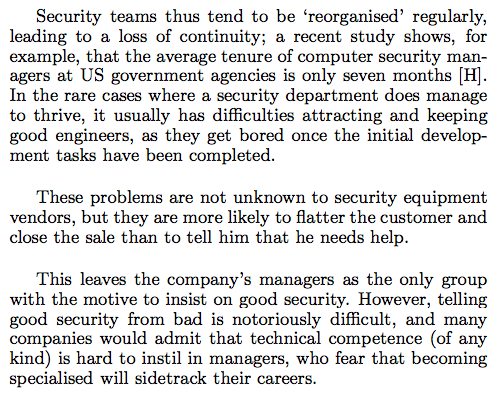 Security teams thus tend to be ‘reorganised’ regularly,
leading to a loss of continuity; a recent study shows, for
example, that the average tenure of computer security man-
agers at US government agencies is only seven months [H].
In the rare cases where a security department does manage
to thrive, it usually has difficulties attracting and keeping
good engineers, as they get bored once the initial develop-
ment tasks have been completed.
These problems are not unknown to security equipment
vendors, but they are more likely to flatter the customer and
close the sale than to tell him that he needs help.
This leaves the company’s managers as the only group
with the motive to insist on good security. However, telling
good security from bad is notoriously difficult, and many
companies would admit that technical competence (of any
kind) is hard to instil in managers, who fear that becoming
specialised will sidetrack their careers.